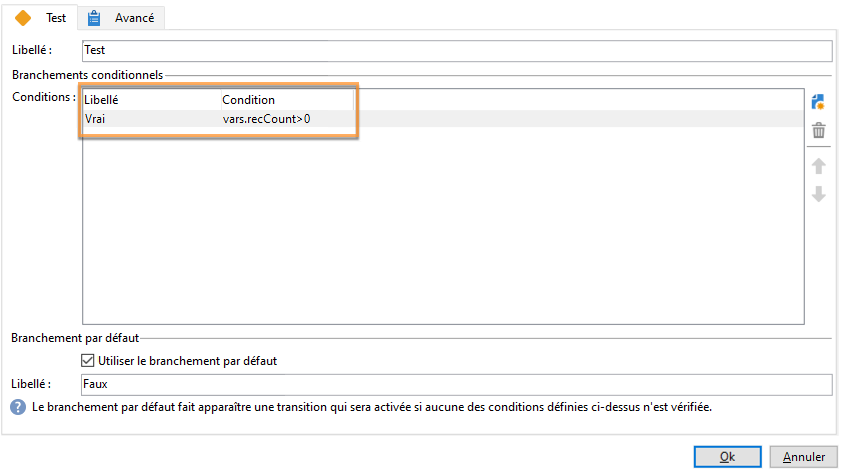 Test Avancé
Libellé : Test
Branchements conditionnels
Conditions : Libellé Condition
Vrai vars.recCount>0
Branchement par défaut
Utiliser le branchement par défaut
Libellé : Faux
? Le branchement par défaut fait apparaître une transition qui sera activée si aucune des conditions définies ci-dessus n'est vérifiée.
Ok Annuler